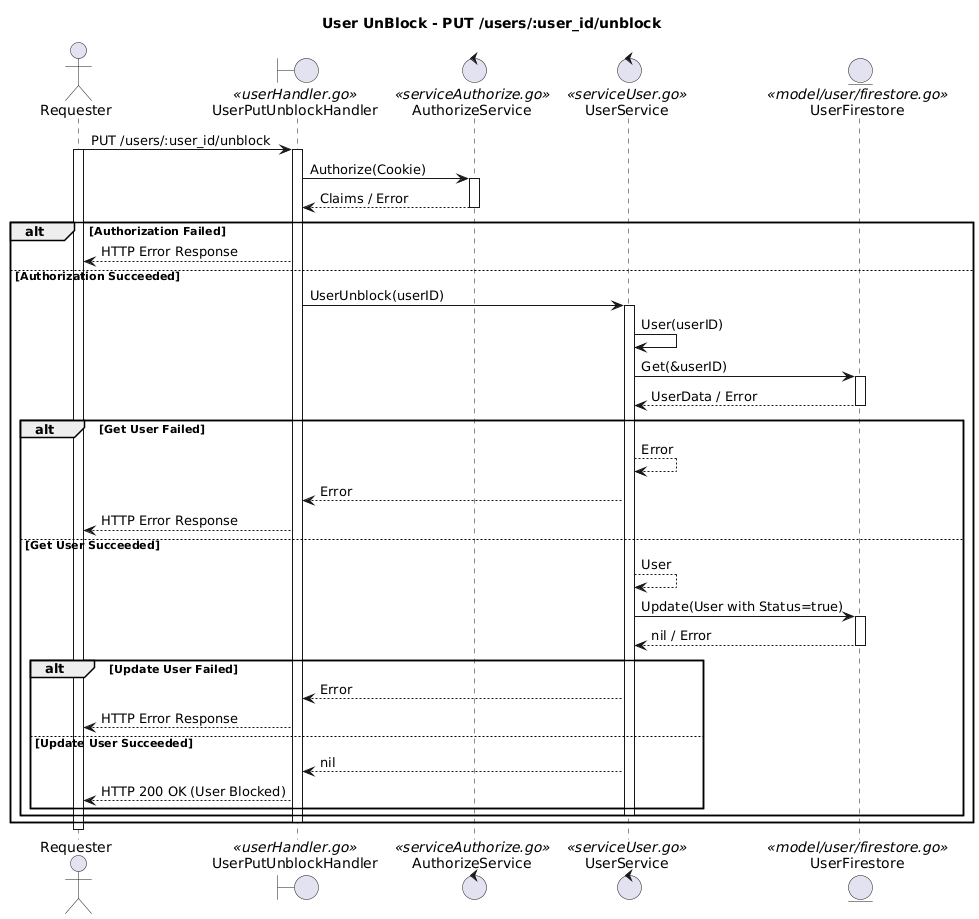 User UnBlock - PUT /users/:user_id/unblock
«userHandler.go» «serviceAuthorize.go» «serviceUser.go» «model/user/firestore.go»
Requester UserPutUnblockHandler AuthorizeService UserService UserFirestore
PUT /users/:user_id/unblock
Authorize(Cookie)
Claims / Error
alt [Authorization Failed]
HTTP Error Response
[Authorization Succeeded]
UserUnblock(userID)
User(userID)
Get(&userID)
UserData / Error
alt [Get User Failed]
Error
Error
HTTP Error Response
[Get User Succeeded]
User
Update(User with Status=true)
nil / Error
alt [Update User Failed]
Error
HTTP Error Response
[Update User Succeeded]
nil
HTTP 200 OK (User Blocked)
Requester «userHandler.go» «serviceAuthorize.go» «serviceUser.go» «model/user/firestore.go»
UserPutUnblockHandler AuthorizeService UserService UserFirestore